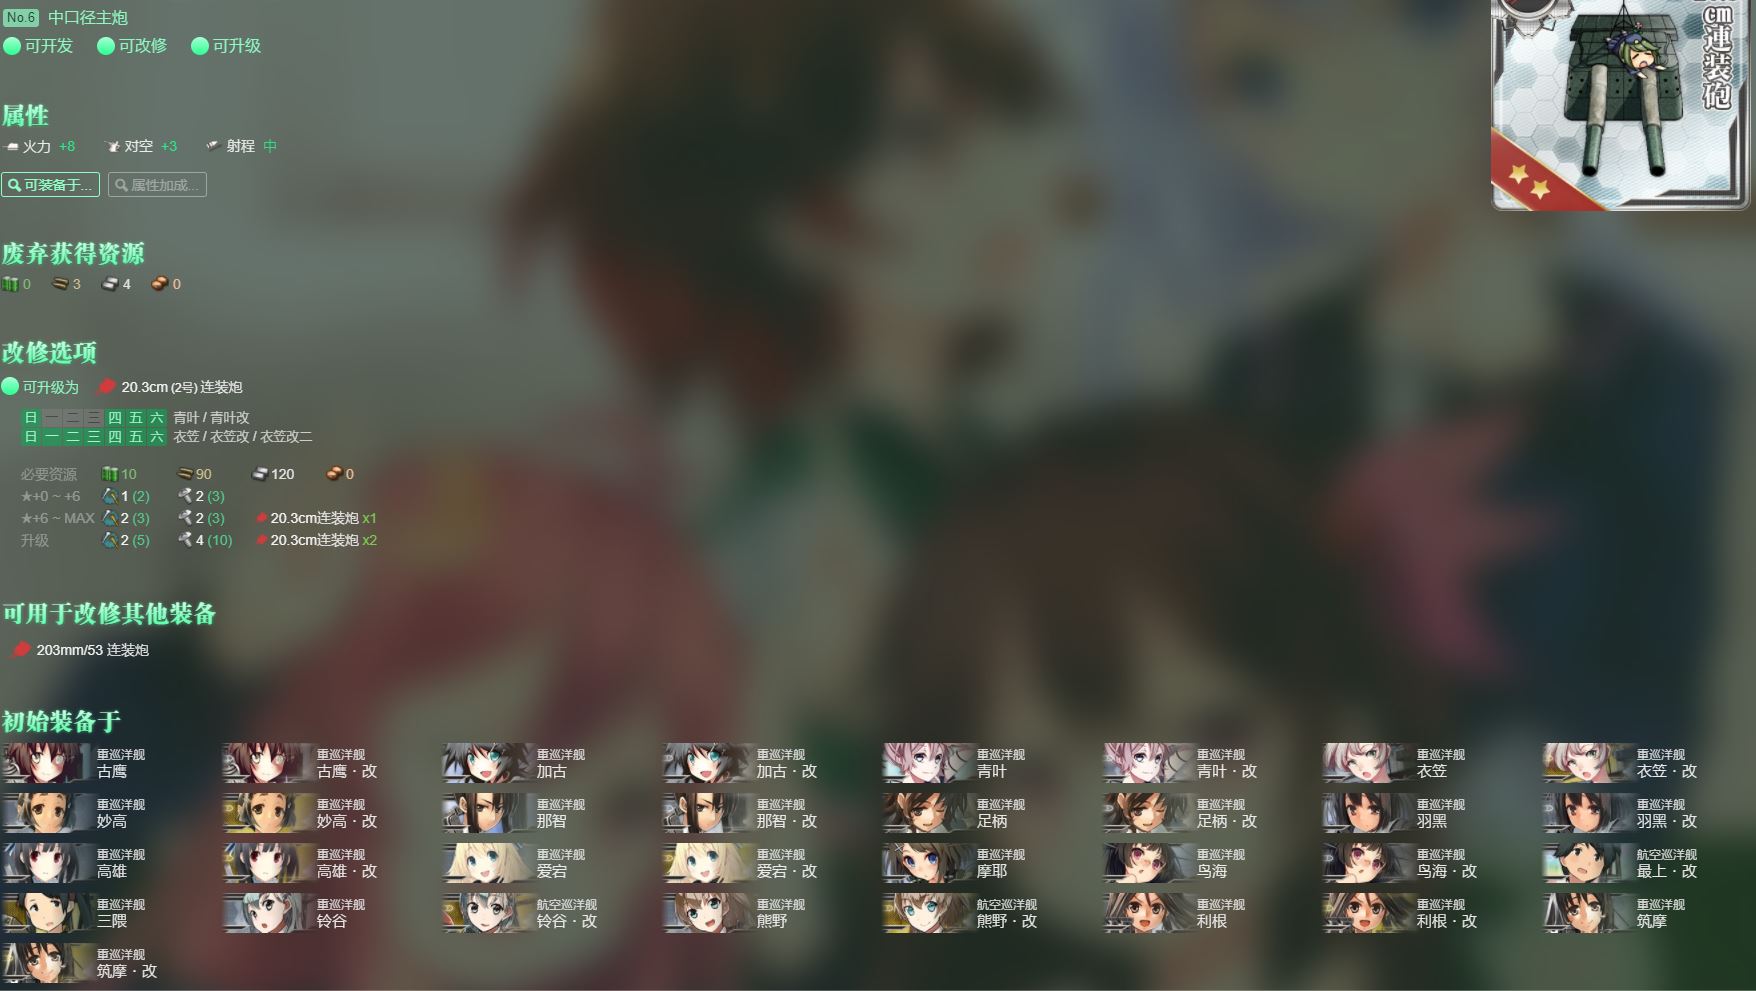 No.6 中口径主炮
可开发 可改修 可升级
cm連装砲
属性
火力 +8 对空 +3 射程 中
可装备于... 属性加成...
废弃获得资源
0 3 4 0
改修选项
可升级为 20.3cm (2号) 连装炮
日 一 二 三 四 五 六 青叶 / 青叶改
日 一 二 三 四 五 六 衣笠 / 衣笠改 / 衣笠改二
必要资源 10 90 120 0
★+0 ~ +6 1 (2) 2 (3)
★+6 ~ MAX 2 (3) 2 (3) 20.3cm连装炮 x1
升级 2 (5) 4 (10) 20.3cm连装炮 x2
可用于改修其他装备
203mm/53 连装炮
初始装备于
重巡洋舰 重巡洋舰 重巡洋舰 重巡洋舰 重巡洋舰 重巡洋舰 重巡洋舰 重巡洋舰
古鹰 古鹰・改 加古 加古・改 青叶 青叶・改 衣笠 衣笠・改
重巡洋舰 重巡洋舰 重巡洋舰 重巡洋舰 重巡洋舰 重巡洋舰 重巡洋舰 重巡洋舰
妙高 妙高・改 那智 那智・改 足柄 足柄・改 羽黑 羽黑・改
重巡洋舰 重巡洋舰 重巡洋舰 重巡洋舰 重巡洋舰 重巡洋舰 重巡洋舰 航空巡洋舰
高雄 高雄・改 爱宕 爱宕・改 摩耶 鸟海 鸟海・改 最上・改
重巡洋舰 重巡洋舰 航空巡洋舰 重巡洋舰 航空巡洋舰 重巡洋舰 重巡洋舰 重巡洋舰
三隈 铃谷 铃谷・改 熊野 熊野・改 利根 利根・改 筑摩
重巡洋舰
筑摩・改